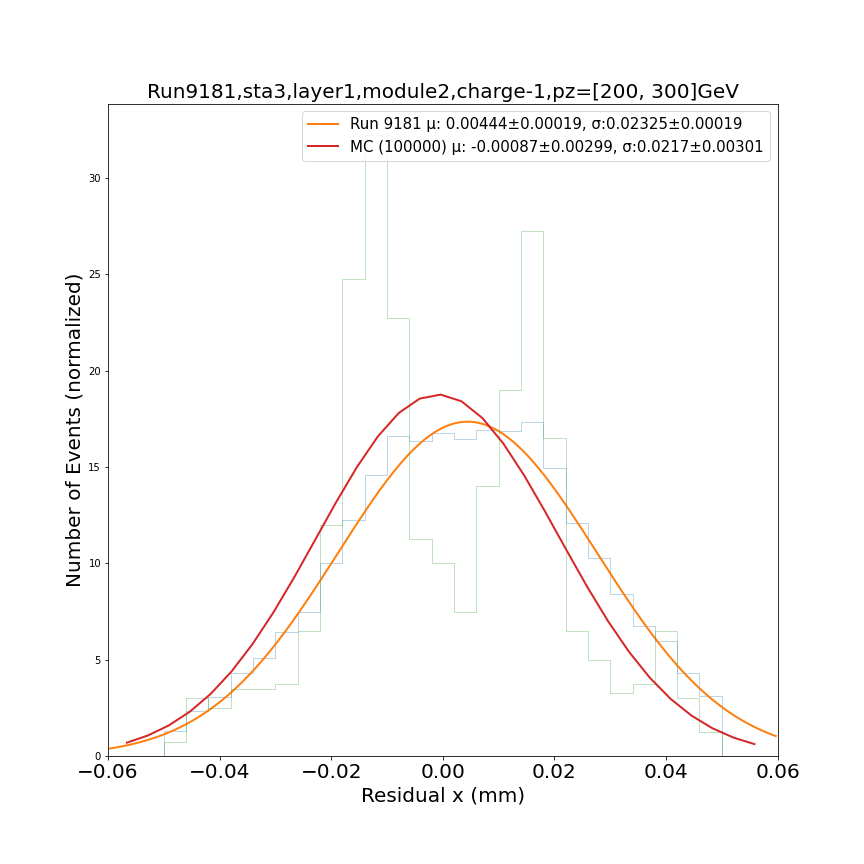 Run9181,sta3,layer1,module2,charge-1,pz=[200, 300]GeV
Run 9181 μ: 0.00444±0.00019, σ:0.02325±0.00019
MC (100000) μ: -0.00087±0.00299, σ:0.0217±0.00301
Number of Events (normalized)
30
25
20
15
10
5
0
−0.06 −0.04 −0.02 0.00 0.02 0.04 0.06
Residual x (mm)